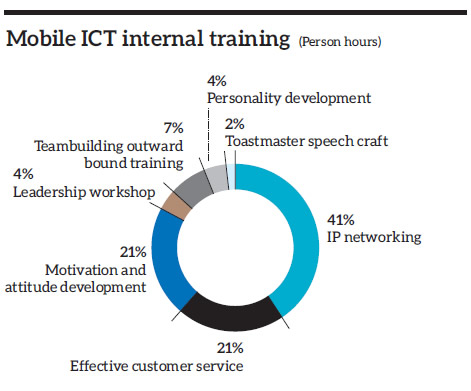 Mobile ICT internal training (Person hours)
4%
Personality development
2%
Toastmaster speech craft
7%
Teambuilding outward
bound training
4%
Leadership workshop
41%
IP networking
21%
Motivation and
attitude development
21%
Effective customer service